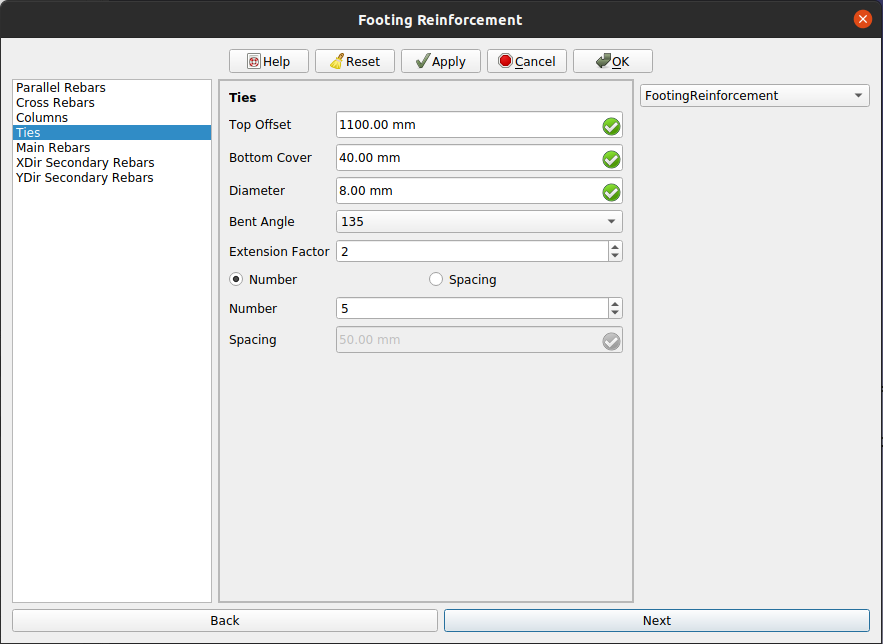 Footing Reinforcement
Help Reset Apply Cancel OK
Parallel Rebars
Cross Rebars
Columns
Ties
Main Rebars
XDir Secondary Rebars
YDir Secondary Rebars
Ties
Top Offset 1100.00 mm
Bottom Cover 40.00 mm
Diameter 8.00 mm
Bent Angle 135
Extension Factor 2
Number Spacing
Number 5
Spacing 50.00 mm
FootingReinforcement
Back Next